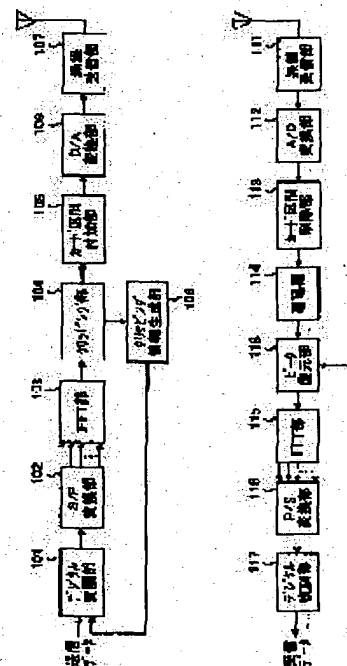 送信
データ
101
デジタル
変調部
102
S/P
変換部
103
IFFT部
104
クリッピング部
105
ガード区間
付加部
D/A
変換部
107
無線
送信部
108
クリッピング
情報生成部
無線
受信部
112
A/D
変換部
113
ガード区間
削除部
114
ピーク
復元部
115
FFT部
P/S
変換部
117
デジタル
復調部
受信
データ